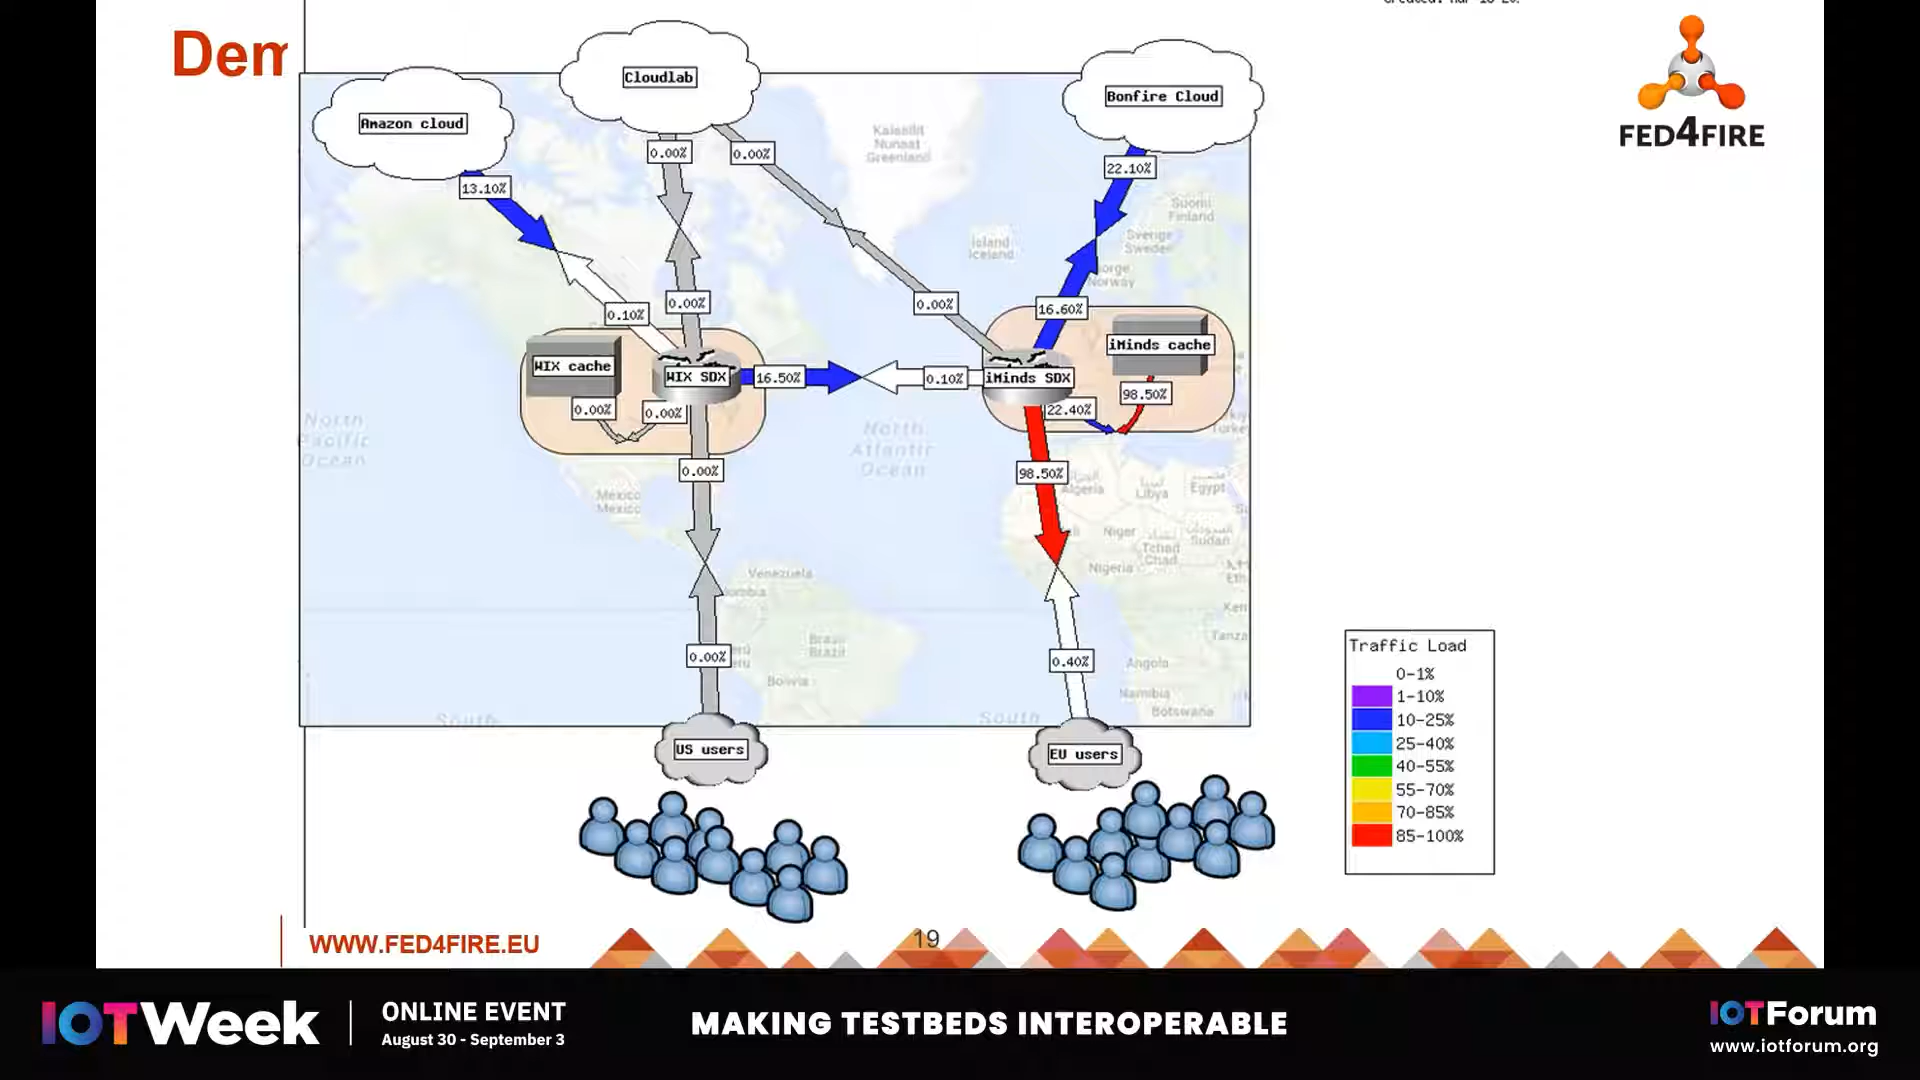 Dem
Cloudlab
Amazon cloud
Bonfire Cloud
FED4FIRE
0.00%
0.00%
13.10%
22.10%
Kalaallit
Nunaat
Greenland
Suomi
Finland
Sverige
Sweden
Island
Iceland
Norway
0.10%
0.00%
0.00%
16.60%
WIX cache
WIX SDX
16.50%
0.10%
iMinds SDX
iMinds cache
0.00%
0.00%
22.40%
98.50%
North
Pacific
Ocean
North
Atlantic
Ocean
0.00%
98.50%
Mexico
Mexico
Algeria
Libya
Egypt
Niger
Sudan
Tchad
Chad
Nigeria
Venezuela
Brasil
Brazil
Bolivia
0.00%
0.40%
Angola
Namibia
Botswana
South
South
US users
EU users
Traffic Load
0-1%
1-10%
10-25%
25-40%
40-55%
55-70%
70-85%
85-100%
WWW.FED4FIRE.EU
19
IOTWeek
ONLINE EVENT
August 30 - September 3
MAKING TESTBEDS INTEROPERABLE
IOTForum
www.iotforum.org